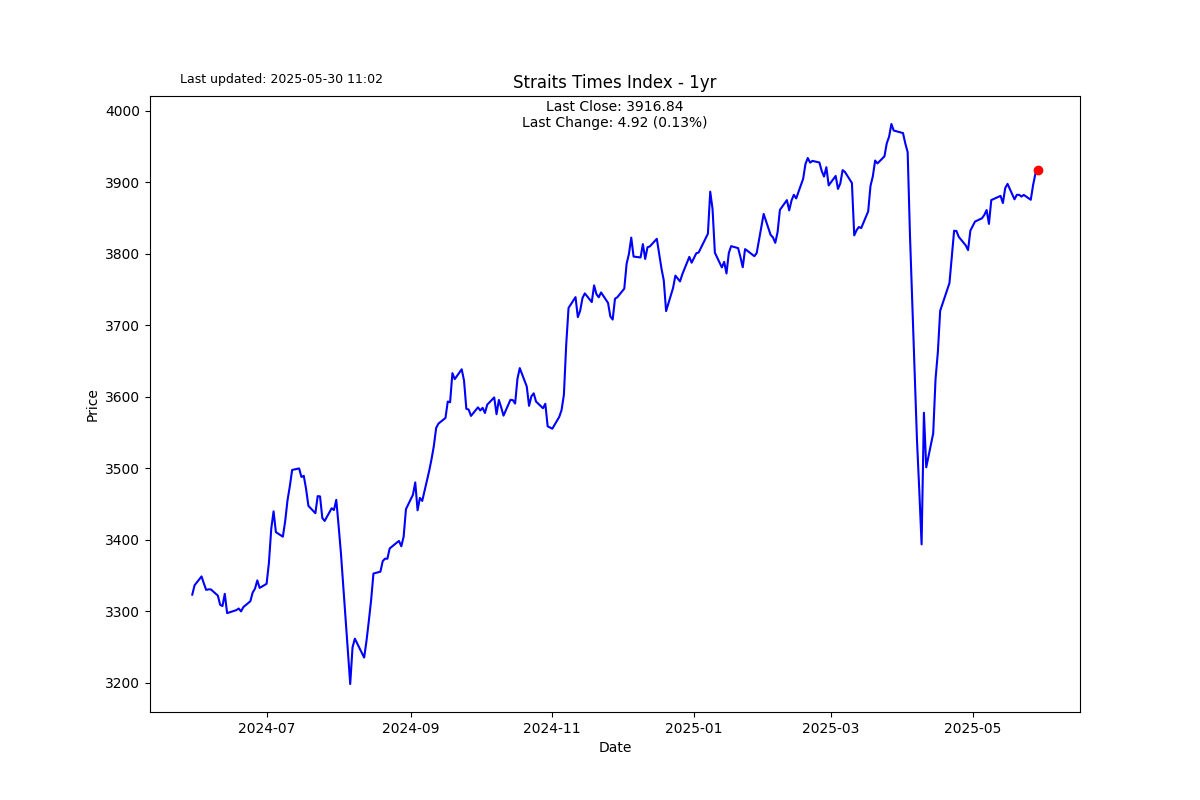 Last updated: 2025-05-30 11:02
Straits Times Index - 1yr
Last Close: 3916.84
Last Change: 4.92 (0.13%)
4000
3900
3800
3700
3600
3500
3400
3300
3200
Price
2024-07
2024-09
2024-11
2025-01
2025-03
2025-05
Date